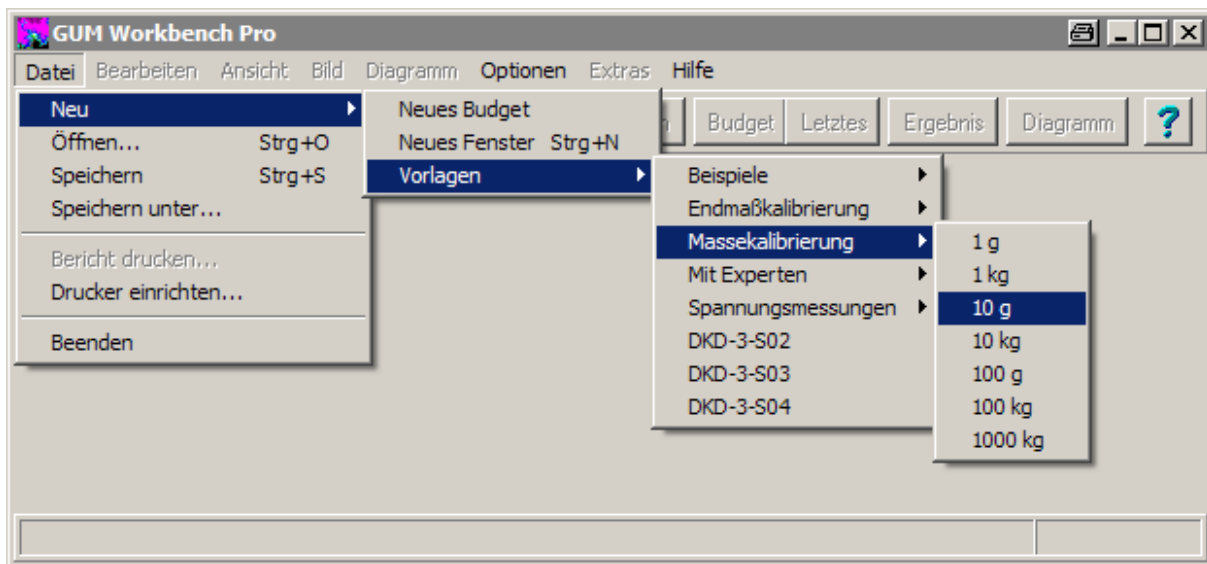 GUM Workbench Pro
Datei Bearbeiten Ansicht Bild Diagramm Optionen Extras Hilfe
Budget Letztes Ergebnis Diagramm ?
Neu
Öffnen... Strg+O
Speichern Strg+S
Speichern unter...
Bericht drucken...
Drucker einrichten...
Beenden
Neues Budget
Neues Fenster Strg+N
Vorlagen
Beispiele
Endmaßkalibrierung
Massekalibrierung
Mit Experten
Spannungsmessungen
DKD-3-S02
DKD-3-S03
DKD-3-S04
1 g
1 kg
10 g
10 kg
100 g
100 kg
1000 kg